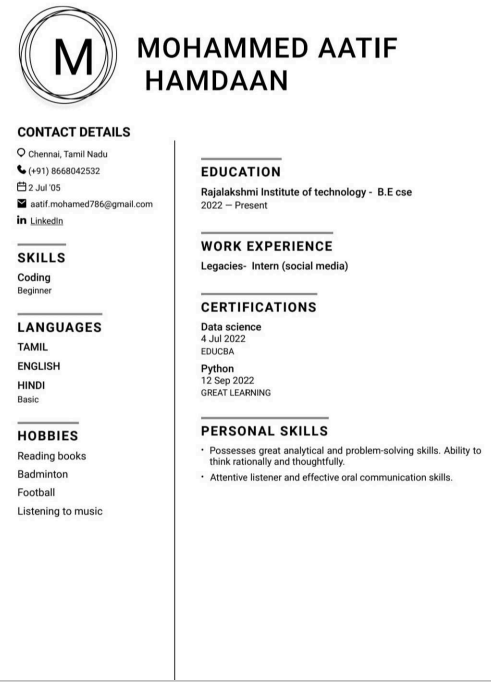 M
MOHAMMED AATIF
HAMDAAN
CONTACT DETAILS
Chennai, Tamil Nadu
(+91) 8668042532
2 Jul '05
aatif.mohamed786@gmail.com
in LinkedIn
SKILLS
Coding
Beginner
LANGUAGES
TAMIL
ENGLISH
HINDI
Basic
HOBBIES
Reading books
Badminton
Football
Listening to music
EDUCATION
Rajalakshmi Institute of technology - B.E cse
2022 – Present
WORK EXPERIENCE
Legacies- Intern (social media)
CERTIFICATIONS
Data science
4 Jul 2022
EDUCBA
Python
12 Sep 2022
GREAT LEARNING
PERSONAL SKILLS
• Possesses great analytical and problem-solving skills. Ability to
think rationally and thoughtfully.
• Attentive listener and effective oral communication skills.